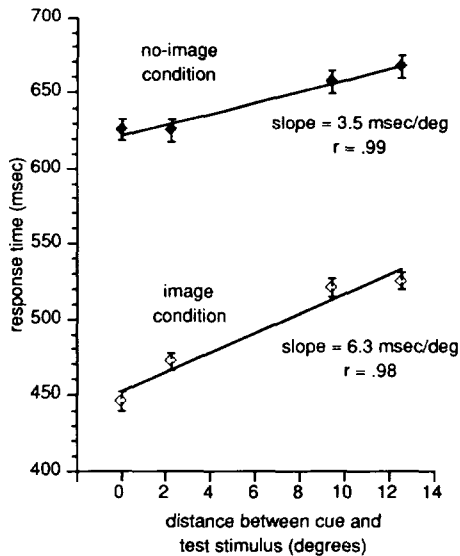 700
no-image
condition
650
slope = 3.5 msec/deg
r = .99
600
response time (msec)
550
image
condition
500
slope = 6.3 msec/deg
r = .98
450
400
0 2 4 6 8 10 12 14
distance between cue and
test stimulus (degrees)